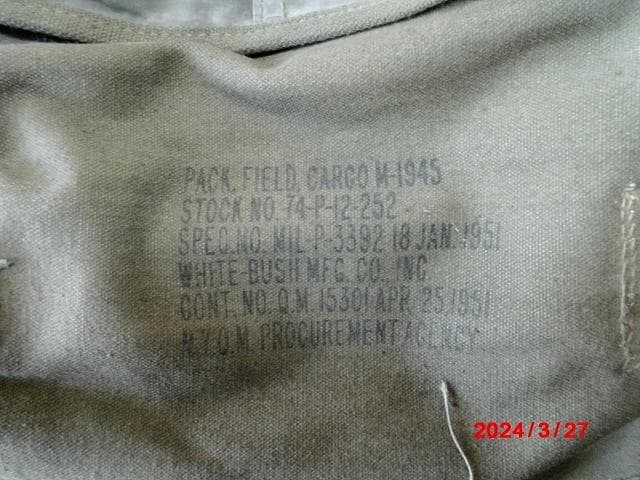 PACK, FIELD, CARGO M-1945
STOCK NO. 74-P-12-252
SPEC. NO. MIL-P-3392 18 JAN. 1951
WHITE-BUSH MFG. CO., INC.
CONT. NO. Q.M. 15301 APR. 25, 1951
N.Y.Q.M. PROCUREMENT AGENCY
2024/3/27